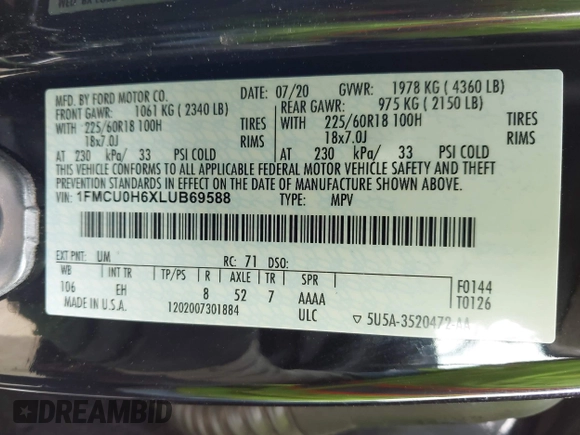 MFD. BY FORD MOTOR CO.
DATE: 07/20 GVWR: 1978 KG ( 4360 LB)
FRONT GAWR: 1061 KG ( 2340 LB) REAR GAWR: 975 KG ( 2150 LB)
WITH 225/60R18 100H TIRES WITH 225/60R18 100H TIRES
18x7.0J RIMS 18x7.0J RIMS
AT 230 kPa/ 33 PSI COLD AT 230 kPa/ 33 PSI COLD
THIS VEHICLE CONFORMS TO ALL APPLICABLE FEDERAL MOTOR VEHICLE SAFETY AND THEFT
PREVENTION STANDARDS IN EFFECT ON THE DATE OF MANUFACTURE SHOWN ABOVE.
VIN: 1FMCU0H6XLUB69588 TYPE: MPV
EXT PNT: UM RC: 71 DSO:
WB INT TR TP/PS R AXLE TR SPR F0144
106 EH 8 52 7 AAAA T0126
MADE IN U.S.A. 1202007301884 ULC ▽ 5U5A-3520472-AA
DREAMBID